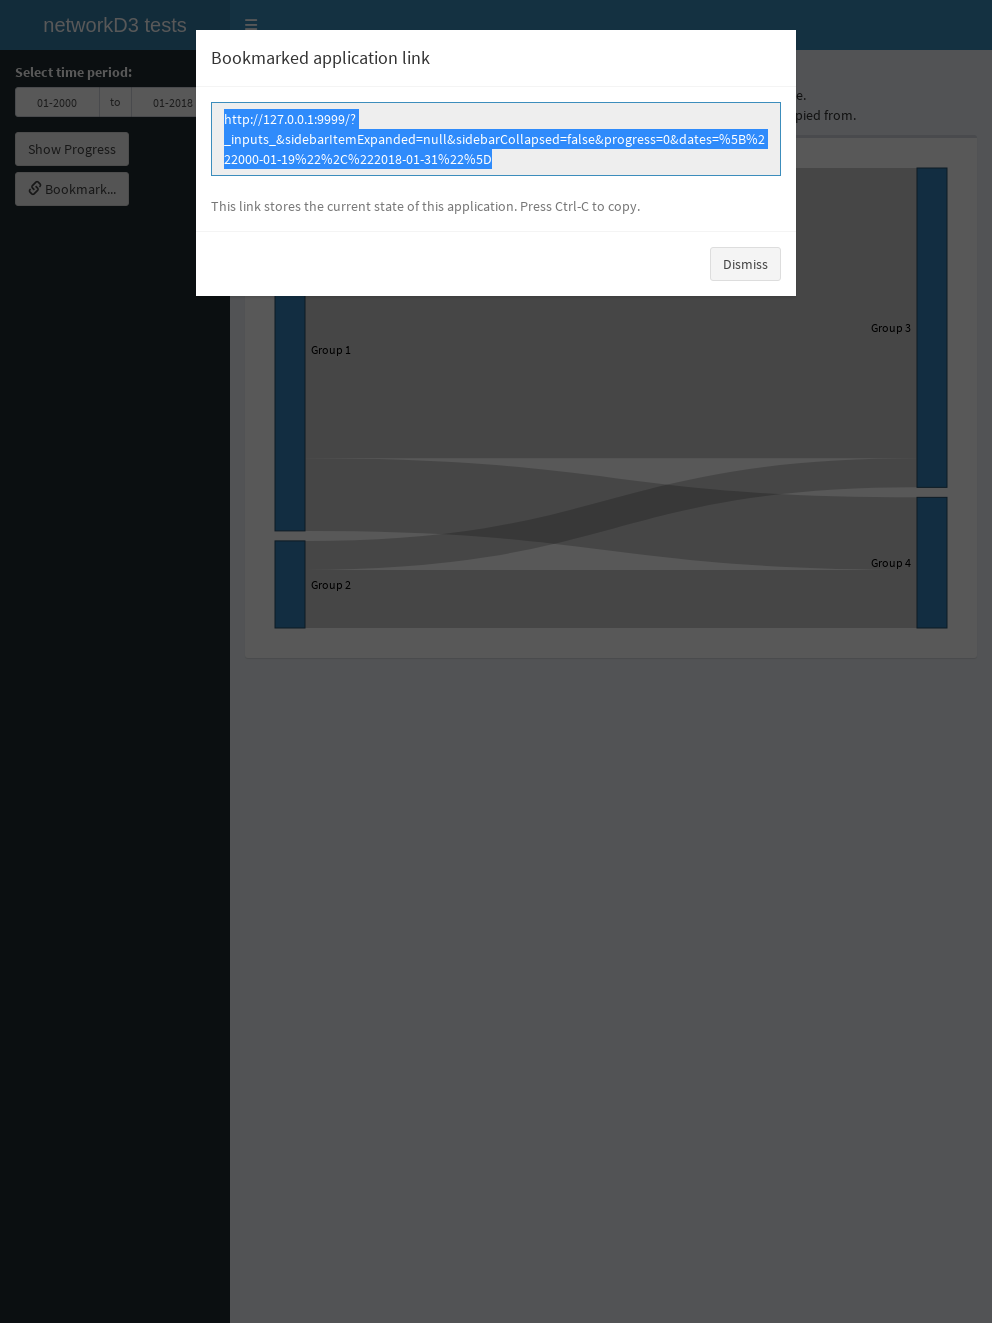 networkD3 tests
Bookmarked application link
Select time period:
01-2000 to 01-2018
Show Progress
Bookmark...
http://127.0.0.1:9999/?
_inputs_&sidebarItemExpanded=null&sidebarCollapsed=false&progress=0&dates=%5B%2
22000-01-19%22%2C%222018-01-31%22%5D
This link stores the current state of this application. Press Ctrl-C to copy.
Dismiss
e.
pied from.
Group 3
Group 1
Group 4
Group 2